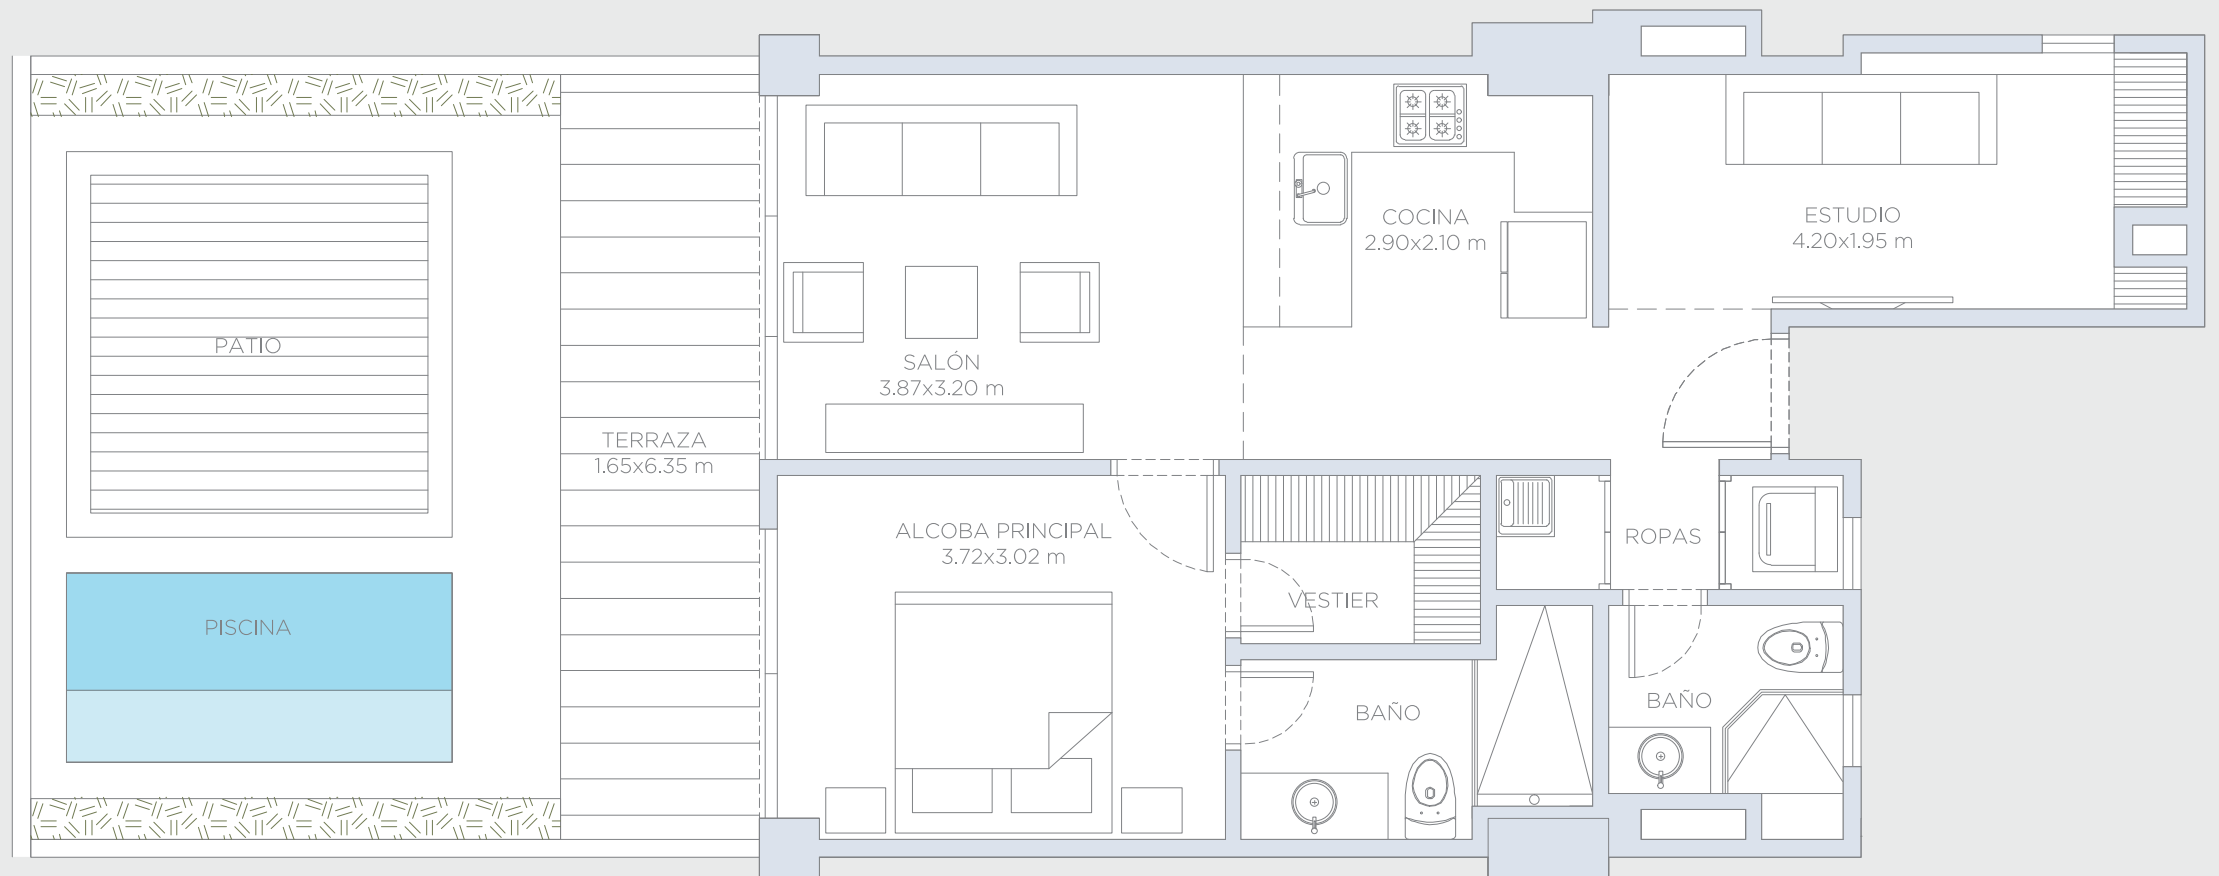 PATIO
PISCINA
TERRAZA
1.65x6.35 m
SALÓN
3.87x3.20 m
COCINA
2.90x2.10 m
ESTUDIO
4.20x1.95 m
ALCOBA PRINCIPAL
3.72x3.02 m
VESTIER
ROPAS
BAÑO
BAÑO